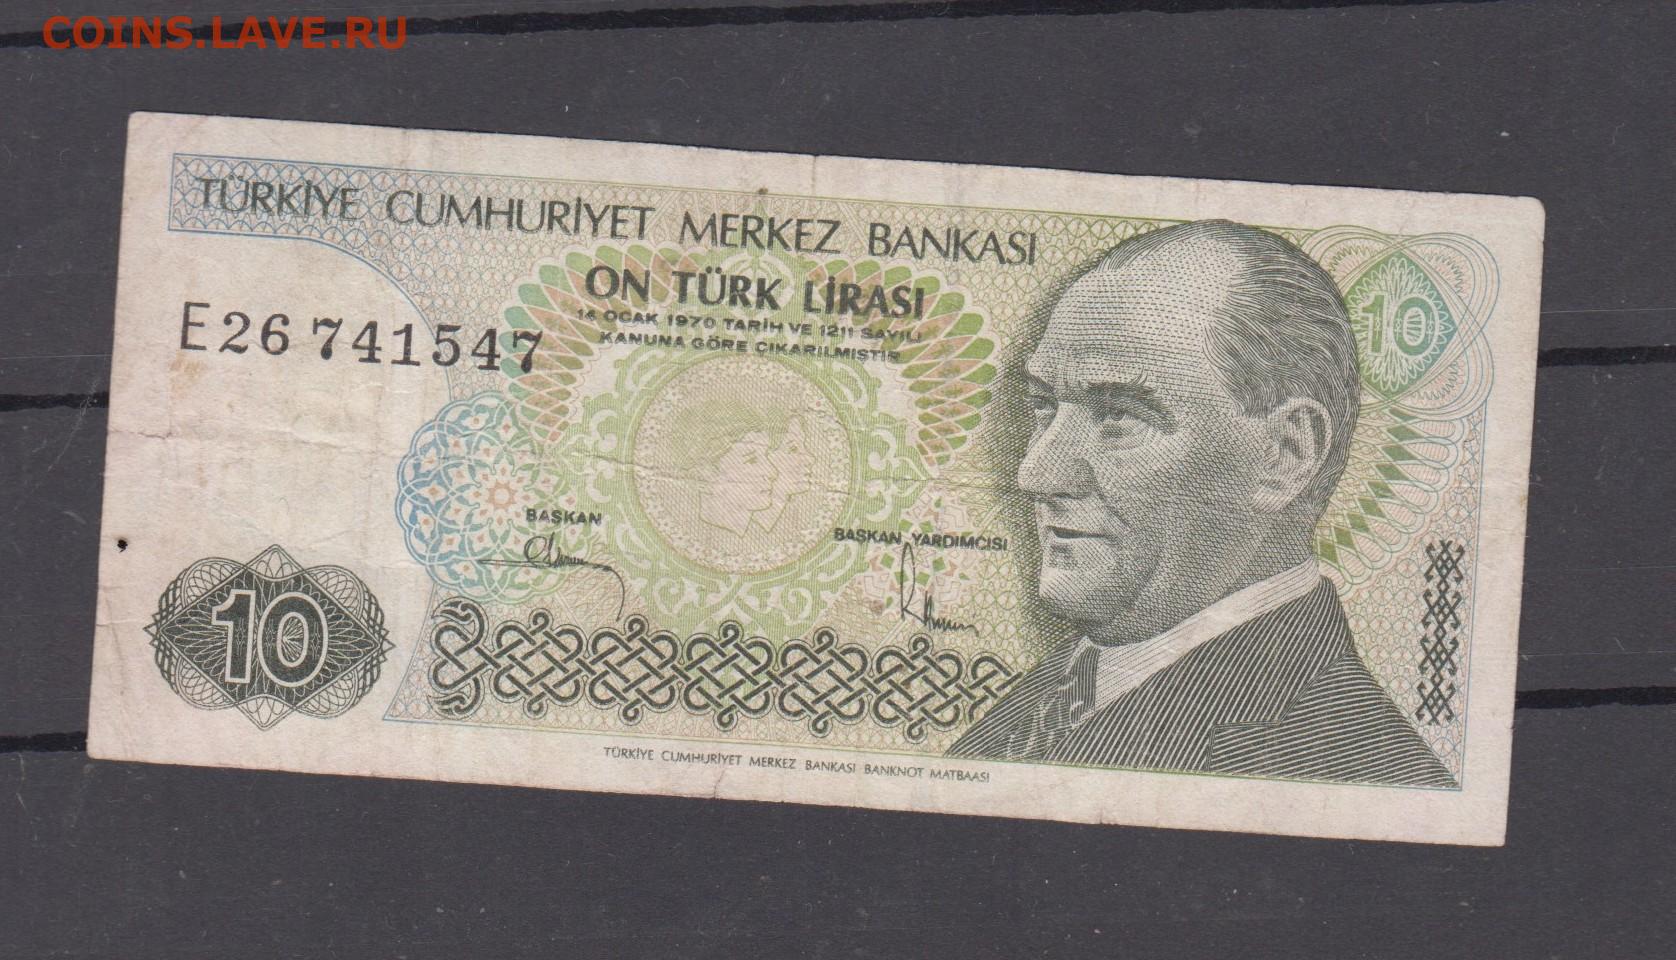 COINS.LAVE.RU
TÜRKİYE CUMHURİYET MERKEZ BANKASI
ON TÜRK LİRASI
14 OCAK 1970 TARİH VE 1211 SAYILI
KANUNA GÖRE ÇIKARILMIŞTIR
E26 741547
10
BAŞKAN
BAŞKAN YARDIMCISI
10
TÜRKİYE CUMHURİYET MERKEZ BANKASI BANKNOT MATBAASI